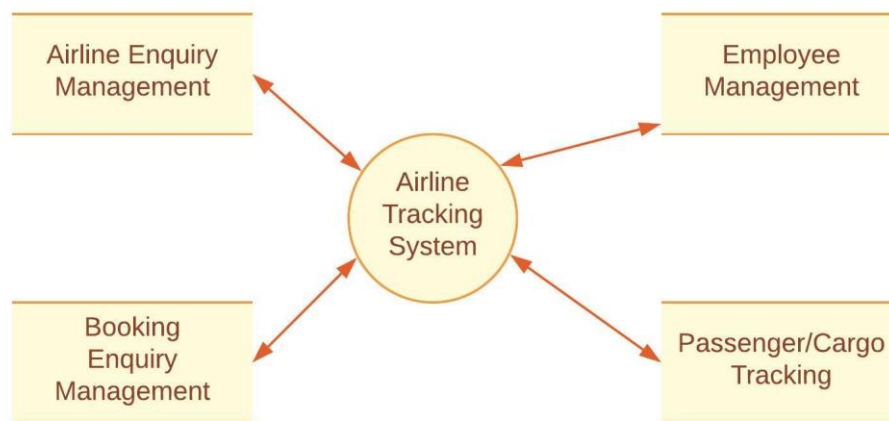 Airline Enquiry
Management
Employee
Management
Airline
Tracking
System
Booking
Enquiry
Management
Passenger/Cargo
Tracking